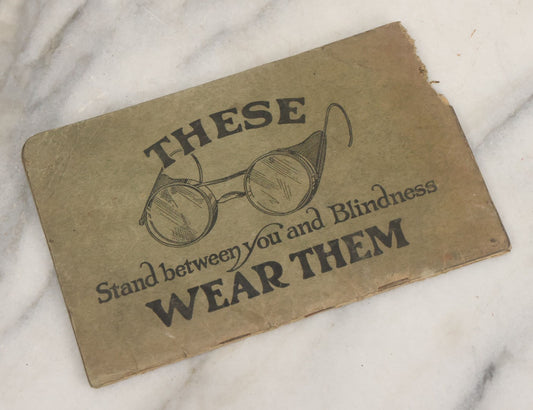 THESE
Stand between you and Blindness
WEAR THEM